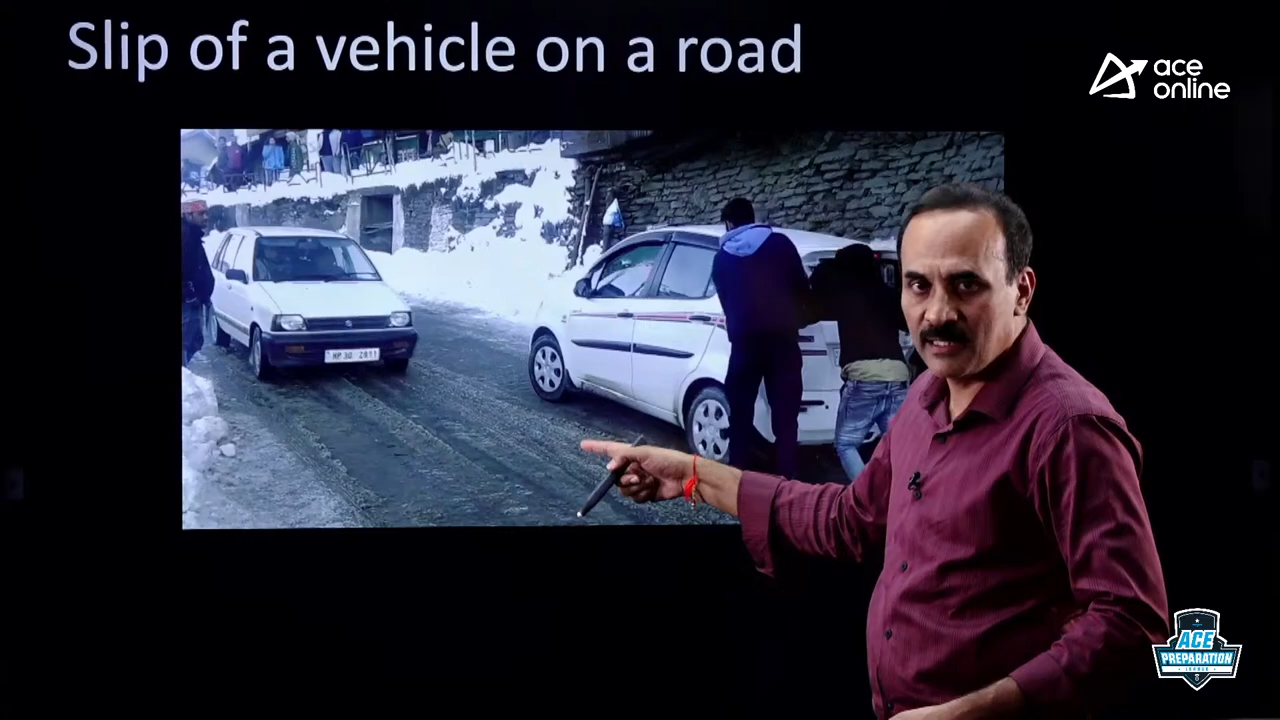 Slip of a vehicle on a road
ace
online
HP 30 2811
ACE
PREPARATION